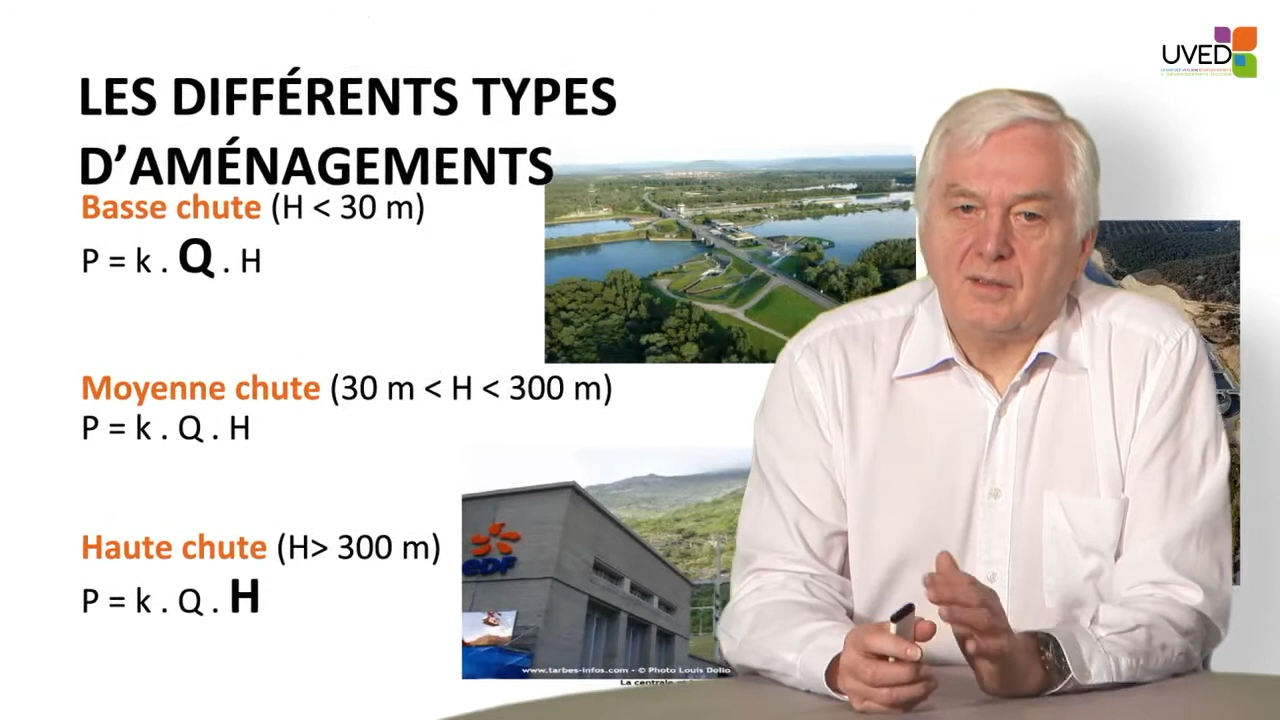 UVED
LES DIFFÉRENTS TYPES
D’AMÉNAGEMENTS
Basse chute (H < 30 m)
P = k . Q . H
Moyenne chute (30 m < H < 300 m)
P = k . Q . H
Haute chute (H> 300 m)
P = k . Q . H
eDF
www.tarbes-infos.com - © Photo Louis Dollo
La centrale